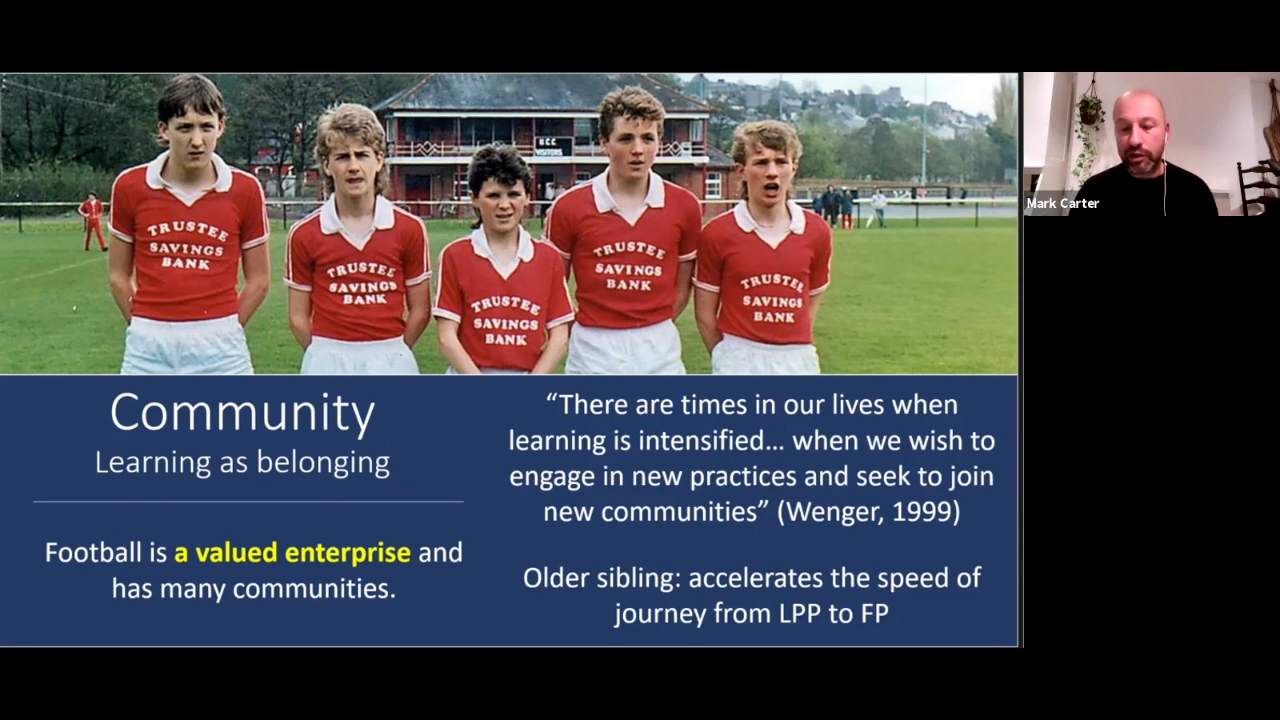 U.C.C
VISITORS
TRUSTEE
SAVINGS
BANK
TRUSTEE
SAVINGS
BANK
TRUSTEE
SAVINGS
BANK
TRUSTEE
SAVINGS
BANK
TRUSTEE
SAVINGS
BANK
Mark Carter
Community
Learning as belonging
Football is a valued enterprise and
has many communities.
“There are times in our lives when
learning is intensified… when we wish to
engage in new practices and seek to join
new communities” (Wenger, 1999)
Older sibling: accelerates the speed of
journey from LPP to FP